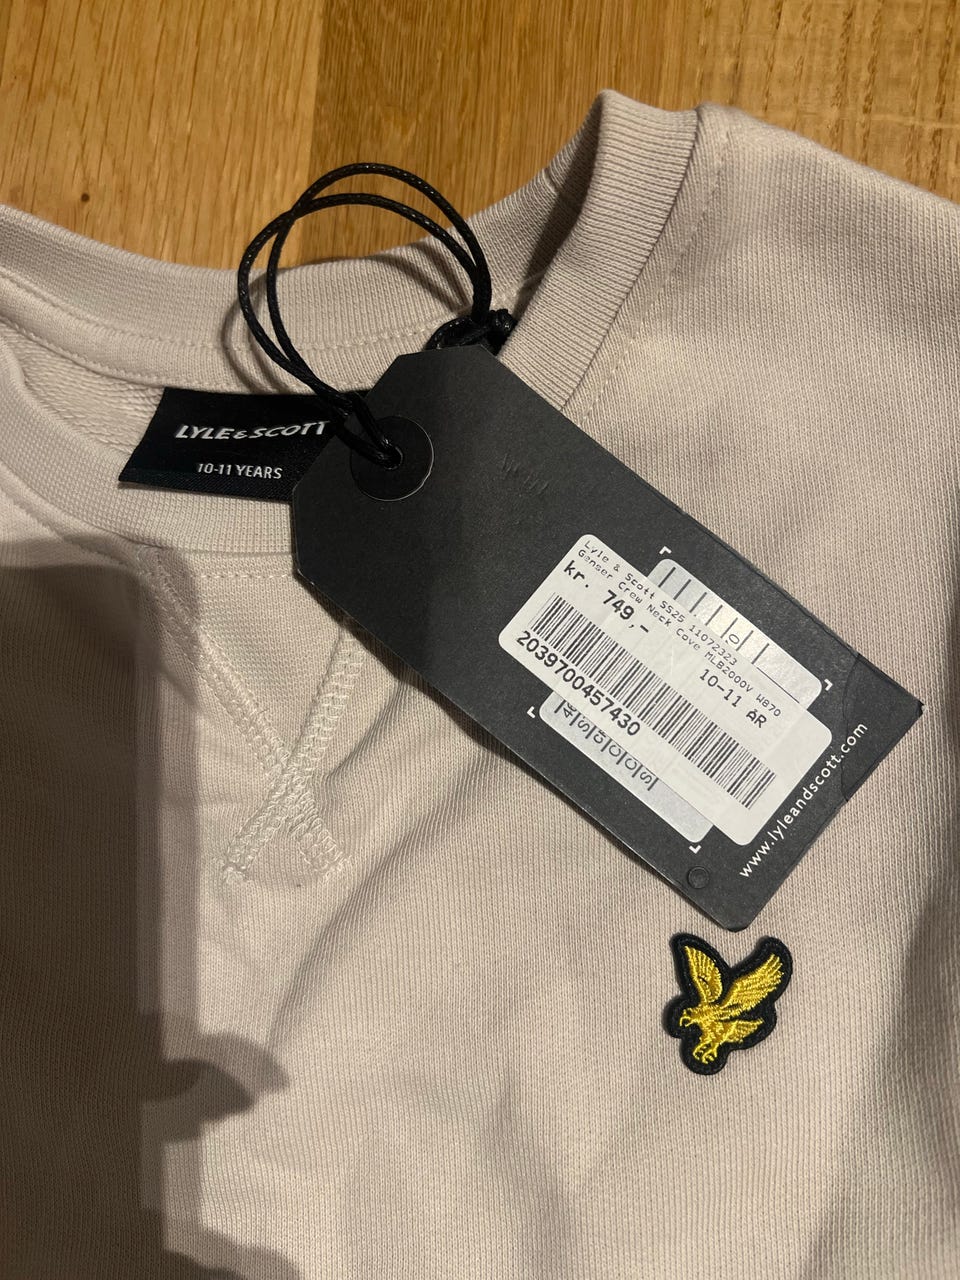 LYLE & SCOTT
10-11 YEARS
Lyle & Scott SS25 11072323
Genser Crew Neck Cove MLB2000V W870
kr. 749,-
10-11 ÅR
2039700457430
www.lyleandscott.com